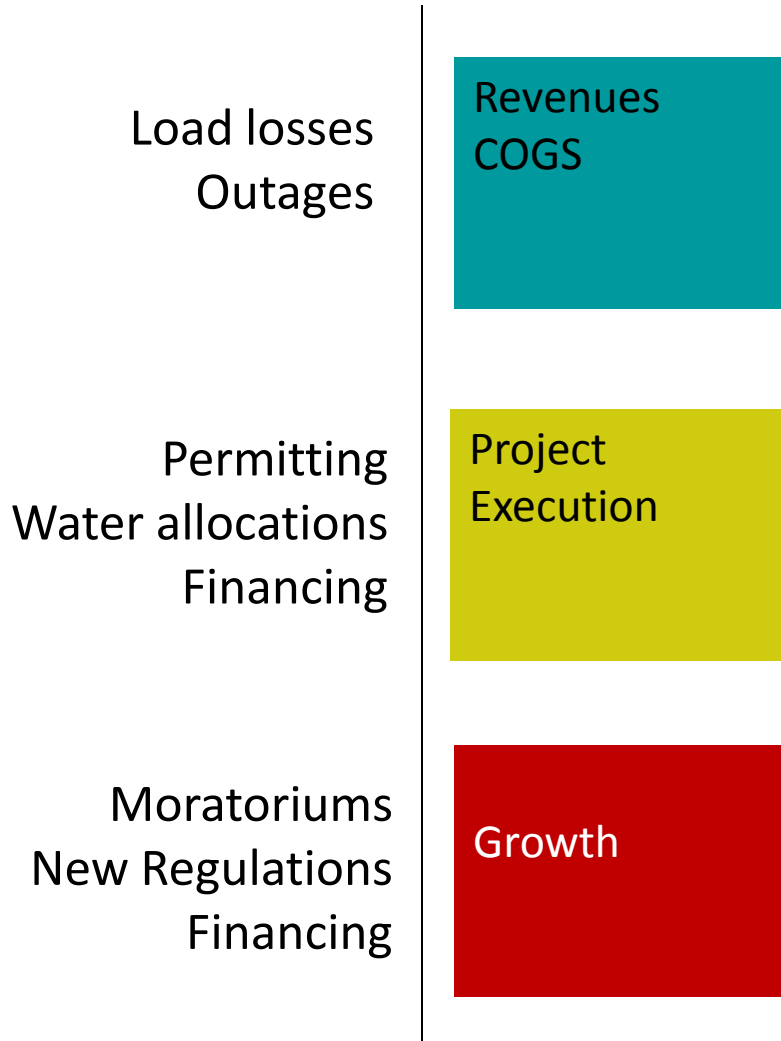 Load losses
Outages
Revenues
COGS
Permitting
Water allocations
Financing
Project
Execution
Moratoriums
New Regulations
Financing
Growth